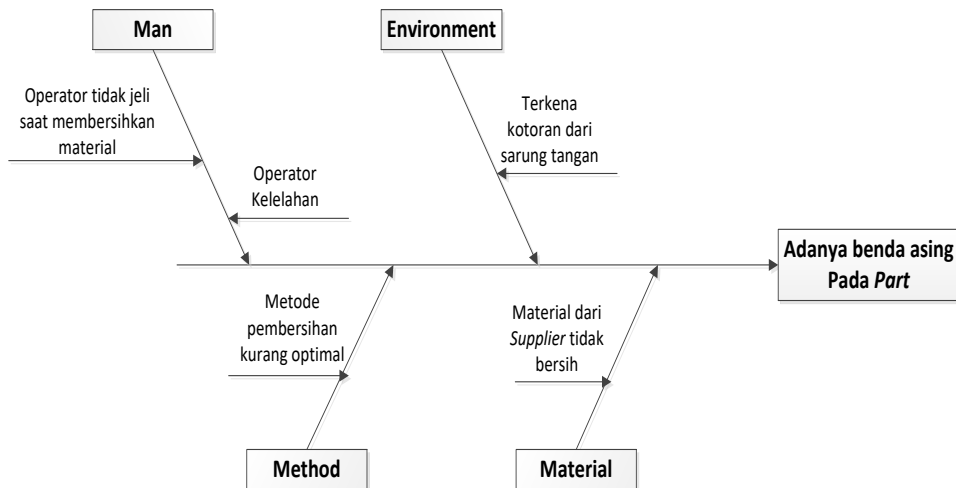 Man
Environment
Operator tidak jeli
saat membersihkan
material
Operator
Kelelahan
Terkena
kotoran dari
sarung tangan
Adanya benda asing
Pada Part
Metode
pembersihan
kurang optimal
Material dari
Supplier tidak
bersih
Method
Material